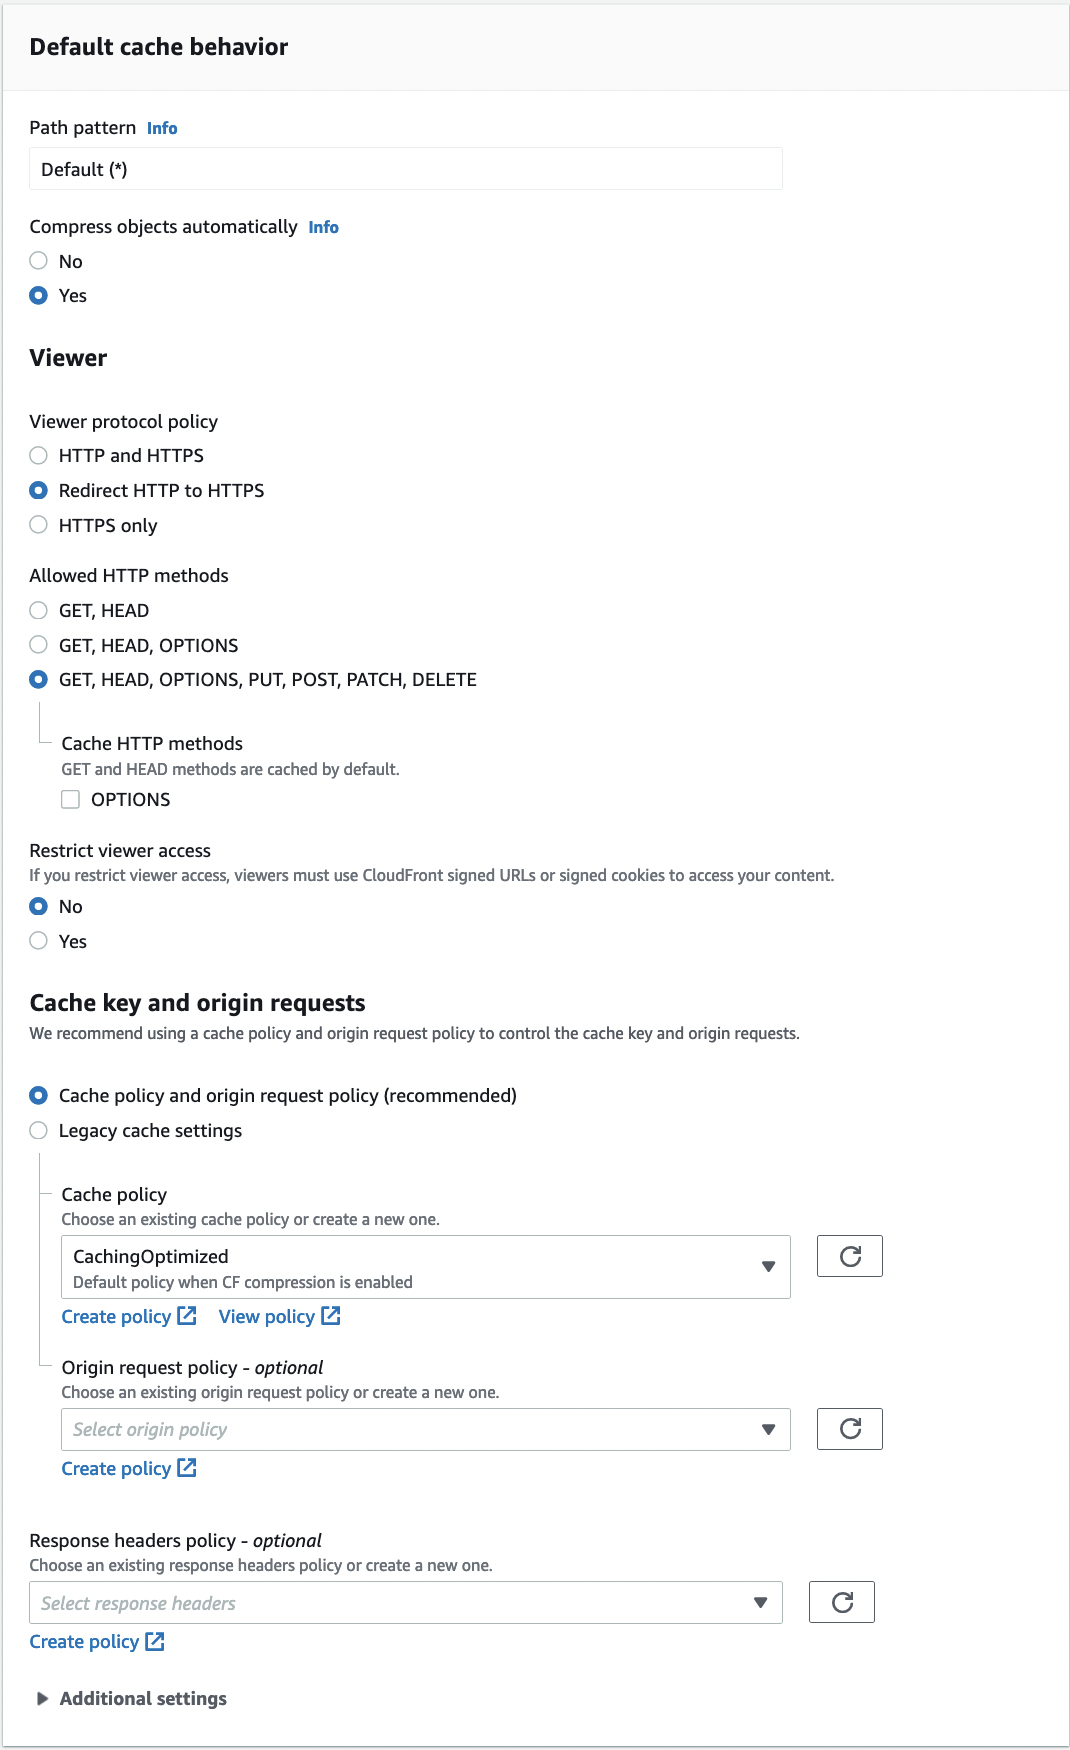 Default cache behavior
Path pattern Info
Default (*)
Compress objects automatically Info
No
Yes
Viewer
Viewer protocol policy
HTTP and HTTPS
Redirect HTTP to HTTPS
HTTPS only
Allowed HTTP methods
GET, HEAD
GET, HEAD, OPTIONS
GET, HEAD, OPTIONS, PUT, POST, PATCH, DELETE
Cache HTTP methods
GET and HEAD methods are cached by default.
OPTIONS
Restrict viewer access
If you restrict viewer access, viewers must use CloudFront signed URLs or signed cookies to access your content.
No
Yes
Cache key and origin requests
We recommend using a cache policy and origin request policy to control the cache key and origin requests.
Cache policy and origin request policy (recommended)
Legacy cache settings
Cache policy
Choose an existing cache policy or create a new one.
CachingOptimized
Default policy when CF compression is enabled
Create policy View policy
Origin request policy - optional
Choose an existing origin request policy or create a new one.
Select origin policy
Create policy
Response headers policy - optional
Choose an existing response headers policy or create a new one.
Select response headers
Create policy
Additional settings